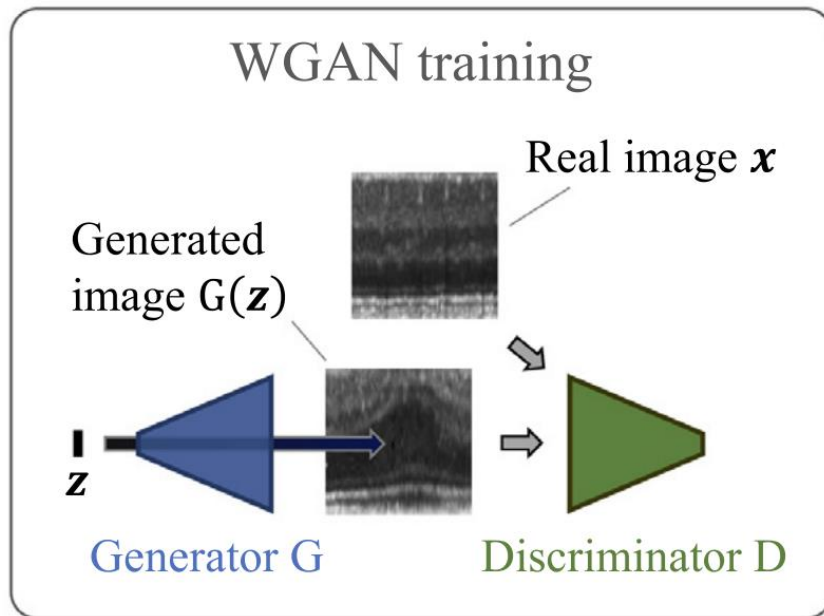 WGAN training
Real image x
Generated
image G(z)
z
Generator G
Discriminator D